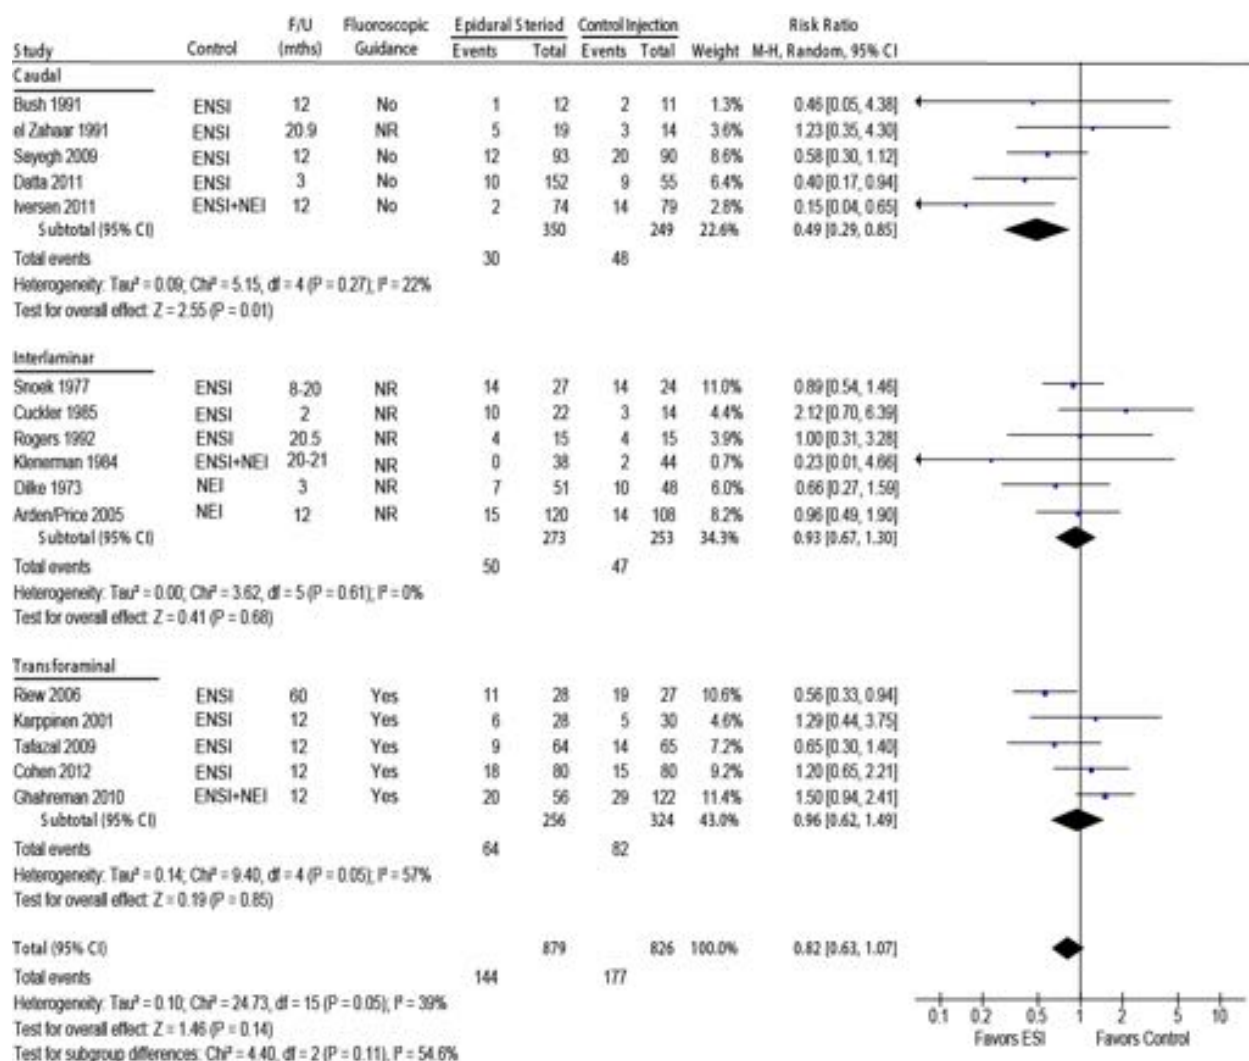 F/U Fluoroscopic Epidural Steriod Control Injection Risk Ratio
Study Control (mths) Guidance Events Total Events Total Weight M-H, Random, 95% CI
Caudal
Bush 1991 ENSI 12 No 1 12 2 11 1.3% 0.46 [0.05, 4.38]
el Zahaar 1991 ENSI 20.9 NR 5 19 3 14 3.6% 1.23 [0.35, 4.30]
Sayegh 2009 ENSI 12 No 12 93 20 90 8.6% 0.58 [0.30, 1.12]
Datta 2011 ENSI 3 No 10 152 9 55 6.4% 0.40 [0.17, 0.94]
Iversen 2011 ENSI+NEI 12 No 2 74 14 79 2.8% 0.15 [0.04, 0.65]
Subtotal (95% CI) 350 249 22.6% 0.49 [0.29, 0.85]
Total events 30 48
Heterogeneity: Tau² = 0.09; Chi² = 5.15, df = 4 (P = 0.27); I² = 22%
Test for overall effect: Z = 2.55 (P = 0.01)
Interlaminar
Snoek 1977 ENSI 8-20 NR 14 27 14 24 11.0% 0.89 [0.54, 1.46]
Cuckler 1985 ENSI 2 NR 10 22 3 14 4.4% 2.12 [0.70, 6.39]
Rogers 1992 ENSI 20.5 NR 4 15 4 15 3.9% 1.00 [0.31, 3.28]
Klenerman 1984 ENSI+NEI 20-21 NR 0 38 2 44 0.7% 0.23 [0.01, 4.66]
Dilke 1973 NEI 3 NR 7 51 10 48 6.0% 0.66 [0.27, 1.59]
Arden/Price 2005 NEI 12 NR 15 120 14 108 8.2% 0.96 [0.49, 1.90]
Subtotal (95% CI) 273 253 34.3% 0.93 [0.67, 1.30]
Total events 50 47
Heterogeneity: Tau² = 0.00; Chi² = 3.62, df = 5 (P = 0.61); I² = 0%
Test for overall effect: Z = 0.41 (P = 0.68)
Transforaminal
Riew 2006 ENSI 60 Yes 11 28 19 27 10.6% 0.56 [0.33, 0.94]
Karppinen 2001 ENSI 12 Yes 6 28 5 30 4.6% 1.29 [0.44, 3.75]
Tafazal 2009 ENSI 12 Yes 9 64 14 65 7.2% 0.65 [0.30, 1.40]
Cohen 2012 ENSI 12 Yes 18 80 15 80 9.2% 1.20 [0.65, 2.21]
Ghahreman 2010 ENSI+NEI 12 Yes 20 56 29 122 11.4% 1.50 [0.94, 2.41]
Subtotal (95% CI) 256 324 43.0% 0.96 [0.62, 1.49]
Total events 64 82
Heterogeneity: Tau² = 0.14; Chi² = 9.40, df = 4 (P = 0.05); I² = 57%
Test for overall effect: Z = 0.19 (P = 0.85)
Total (95% CI) 879 826 100.0% 0.82 [0.63, 1.07]
Total events 144 177
Heterogeneity: Tau² = 0.10; Chi² = 24.73, df = 15 (P = 0.05); I² = 39%
Test for overall effect: Z = 1.46 (P = 0.14)
Test for subgroup differences: Chi² = 4.40, df = 2 (P = 0.11), I² = 54.6%
0.1 0.2 0.5 1 2 5 10
Favors ESI Favors Control